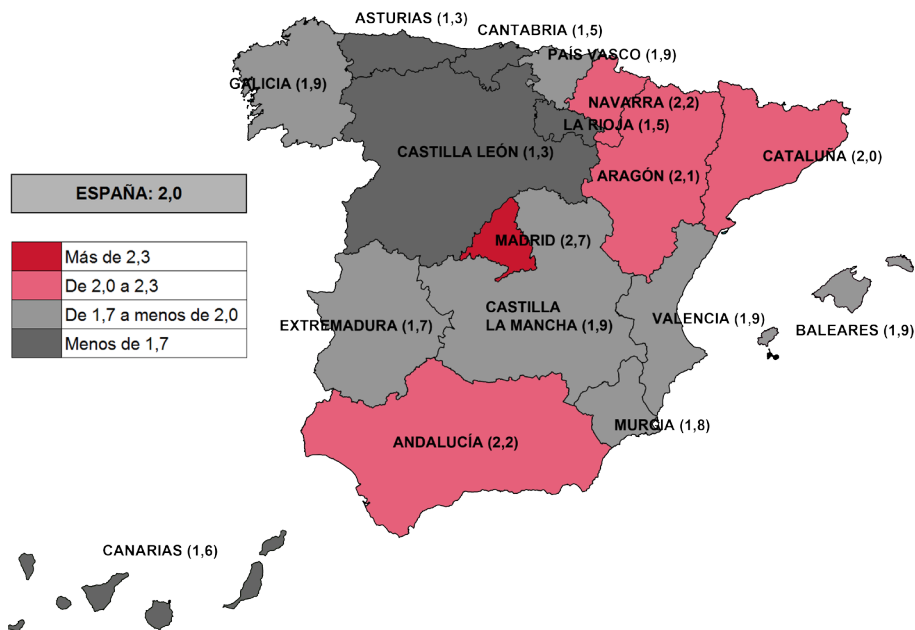 ASTURIAS (1,3)
CANTABRIA (1,5)
PAÍS VASCO (1,9)
GALICIA (1,9)
NAVARRA (2,2)
LA RIOJA (1,5)
CASTILLA LEÓN (1,3)
CATALUÑA (2,0)
ARAGÓN (2,1)
ESPAÑA: 2,0
MADRID (2,7)
Más de 2,3
De 2,0 a 2,3
De 1,7 a menos de 2,0
Menos de 1,7
EXTREMADURA (1,7)
CASTILLA
LA MANCHA (1,9)
VALENCIA (1,9)
BALEARES (1,9)
MURCIA (1,8)
ANDALUCÍA (2,2)
CANARIAS (1,6)